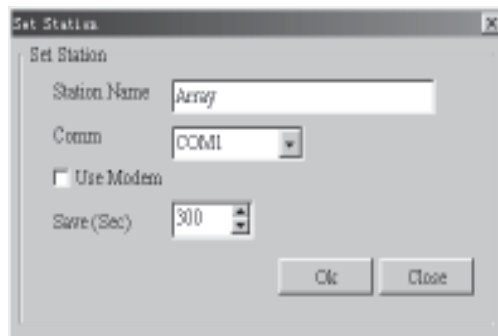 Set Station
Set Station
Station Name Array
Comm COM1
Use Modem
Save (Sec) 300
Ok Close